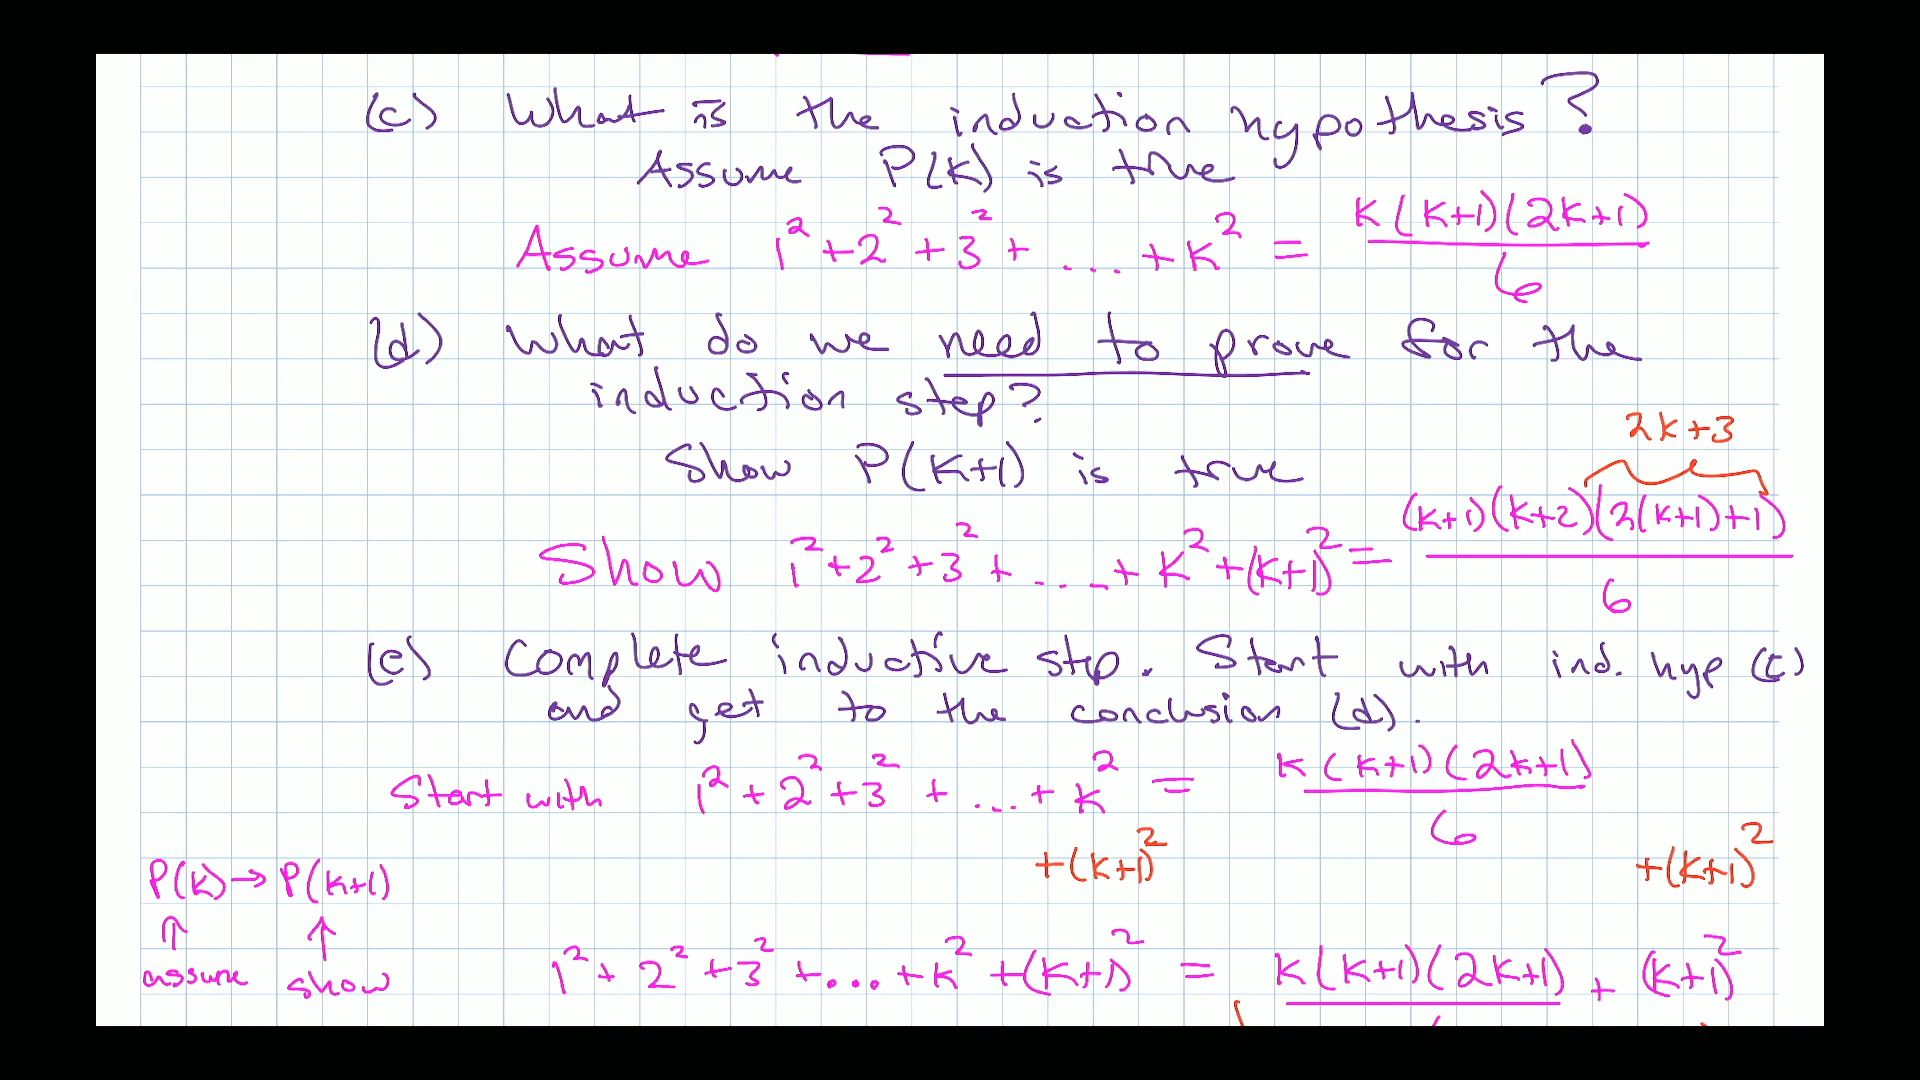 (c) What is the induction hypothesis?
Assume P(k) is true
Assume 1² + 2² + 3² + .... + k² = k(k+1)(2k+1) / 6
(d) What do we need to prove for the
induction step?
Show P(k+1) is true
2k+3
Show 1² + 2² + 3² + .... + k² + (k+1)² = (k+1)(k+2)(2(k+1)+1) / 6
(e) Complete inductive step. Start with ind. hyp (c)
and get to the conclusion (d).
Start with 1² + 2² + 3² + ... + k² = k(k+1)(2k+1) / 6
+(k+1)² +(k+1)²
P(k) → P(k+1)
↑ ↑
assume show
1² + 2² + 3² + ... + k² + (k+1)² = k(k+1)(2k+1) + (k+1)²